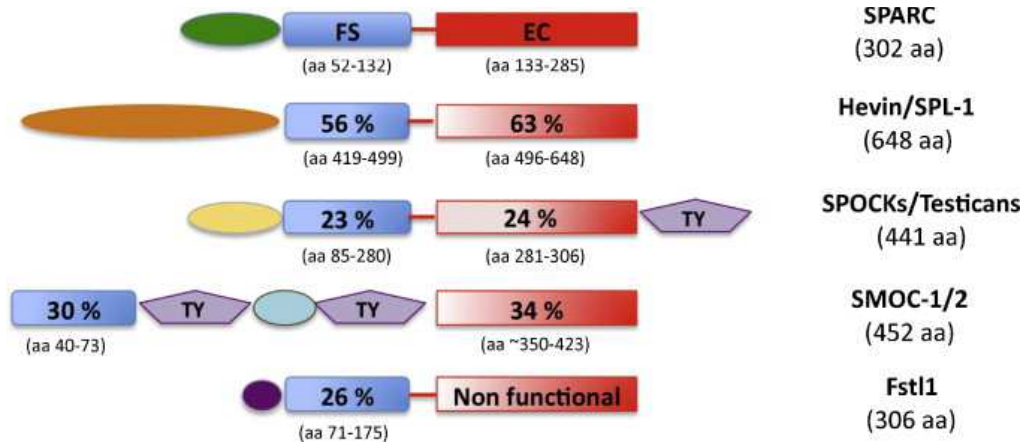 FS EC SPARC
(aa 52-132) (aa 133-285) (302 aa)
56 % 63 % Hevin/SPL-1
(aa 419-499) (aa 496-648) (648 aa)
23 % 24 % TY SPOCKs/Testicans
(aa 85-280) (aa 281-306) (441 aa)
30 % TY TY 34 % SMOC-1/2
(aa 40-73) (aa ~350-423) (452 aa)
26 % Non functional Fstl1
(aa 71-175) (306 aa)